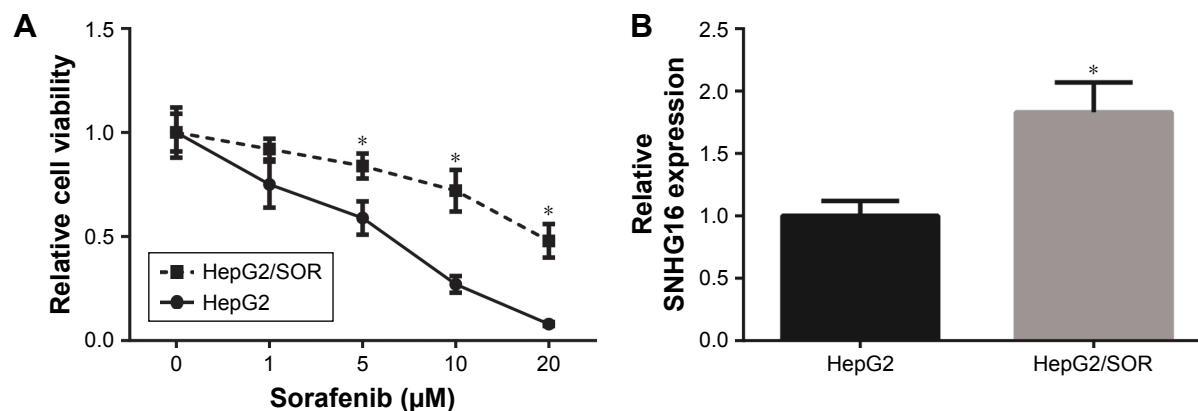 A
1.5
1.0
0.5
0.0
Relative cell viability
*
*
*
HepG2/SOR
HepG2
0
1
5
10
20
Sorafenib (µM)
B
2.5
2.0
1.5
1.0
0.5
0.0
Relative
SNHG16 expression
*
HepG2
HepG2/SOR